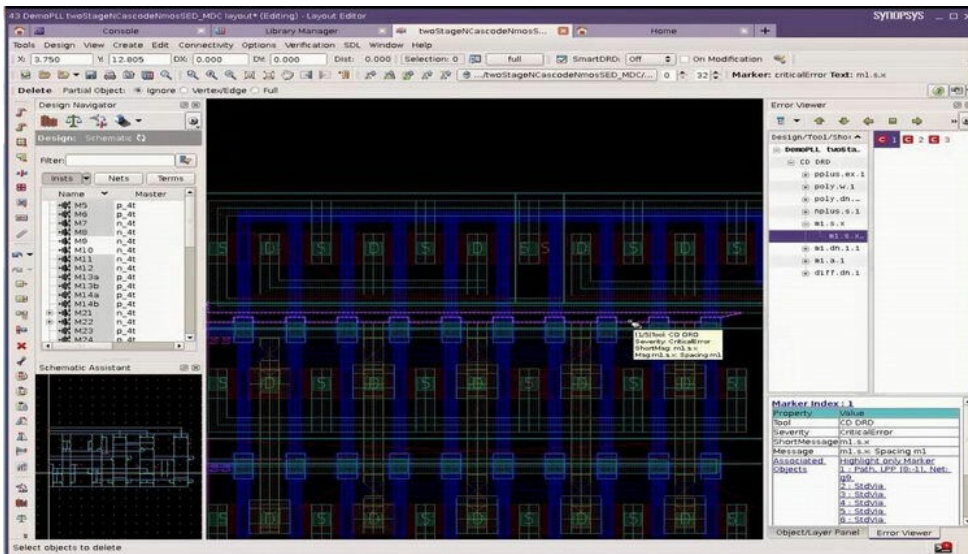 43 DemoPLL twoStageNCascodeNmosSED_MDC layout* (Editing) - Layout Editor
SYNOPSYS
Console
Library Manager
twoStageNCascodeNmosS...
Home
Tools Design View Create Edit Connectivity Options Verification SDL Window Help
X: 3.750 Y: 12.805 DX: 0.000 DY: 0.000 Dist: 0.000 Selection: 0 full SmartDRD: Off On Modification
.../twoStageNCascodeNmosSED_MDC/... 0 32 Marker: criticalError Text: m1.s.x
Delete Partial Object: Ignore Vertex/Edge Full
Design Navigator
Design: Schematic
Filter:
Insts Nets Terms
Name Master
M5 p_4t
M6 p_4t
M7 n_4t
M8 n_4t
M9 n_4t
M10 n_4t
M11 n_4t
M12 n_4t
M13a p_4t
M13b p_4t
M14a p_4t
M14b p_4t
M21 n_4t
M22 n_4t
M23 p_4t
M24 n_4t
Schematic Assistant
S D S D S D S S D S D S
(1/5)Tool: CD DRD
Severity: CriticalError
ShortMsg: m1.s.x
Msg:m1.s.x: Spacing m1
Error Viewer
Design/Tool/Shor
DemoPLL twoSta...
CD DRD
pplus.ex.1
poly.w.1
poly.dn....
nplus.s.1
m1.s.x
m1.s.x...
m1.dn.1.1
m1.a.1
diff.dn.1
C 1 C 2 C 3
Marker Index : 1
Property Value
Tool CD DRD
Severity CriticalError
ShortMessage m1.s.x
Message m1.s.x: Spacing m1
Associated Objects
Highlight only Marker
1 : Path, LPP (8:-1), Net:
g9,
2 : StdVia,
3 : StdVia,
4 : StdVia,
5 : StdVia,
6 : StdVia,
Object/Layer Panel Error Viewer
Select objects to delete